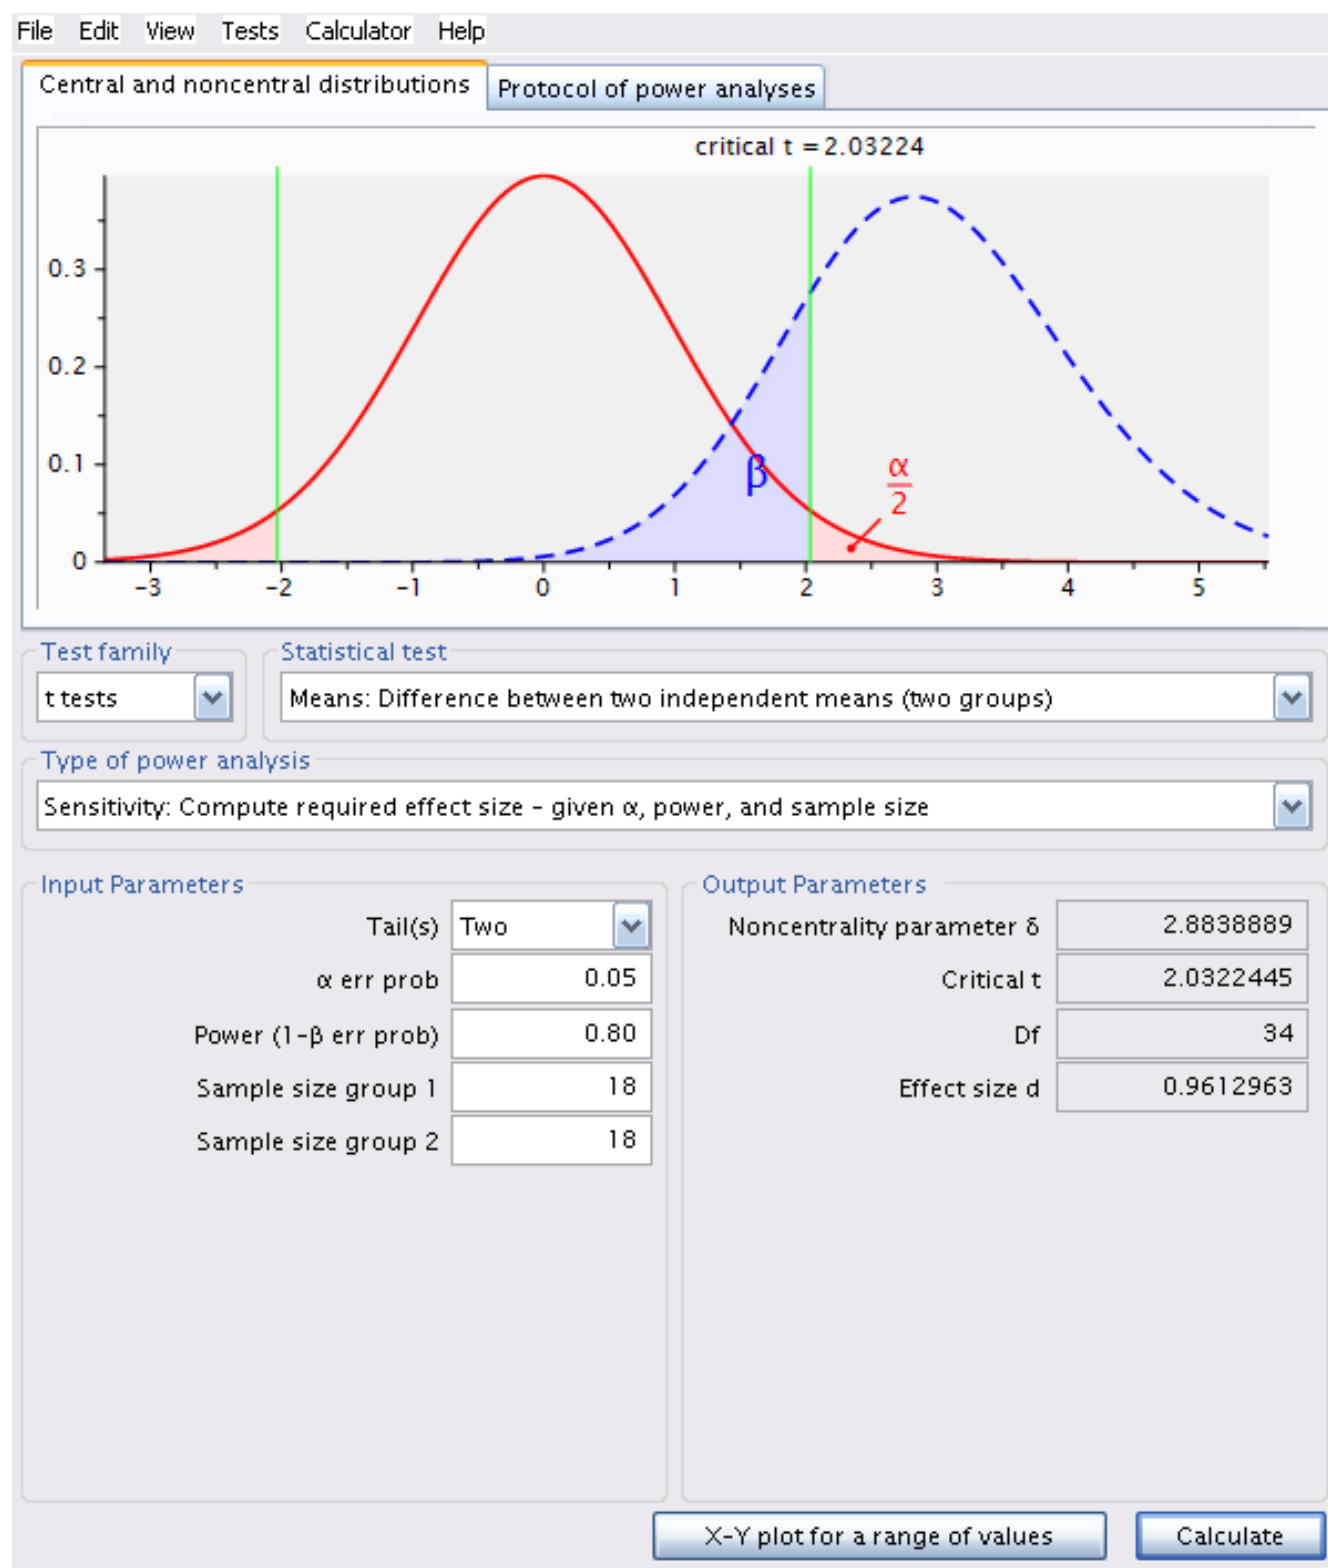 File Edit View Tests Calculator Help
Central and noncentral distributions Protocol of power analyses
critical t = 2.03224
0.3
0.2
0.1
0
β
α
2
-3 -2 -1 0 1 2 3 4 5
Test family Statistical test
t tests Means: Difference between two independent means (two groups)
Type of power analysis
Sensitivity: Compute required effect size – given α, power, and sample size
Input Parameters
Tail(s) Two
α err prob 0.05
Power (1-β err prob) 0.80
Sample size group 1 18
Sample size group 2 18
Output Parameters
Noncentrality parameter δ 2.8838889
Critical t 2.0322445
Df 34
Effect size d 0.9612963
X-Y plot for a range of values Calculate